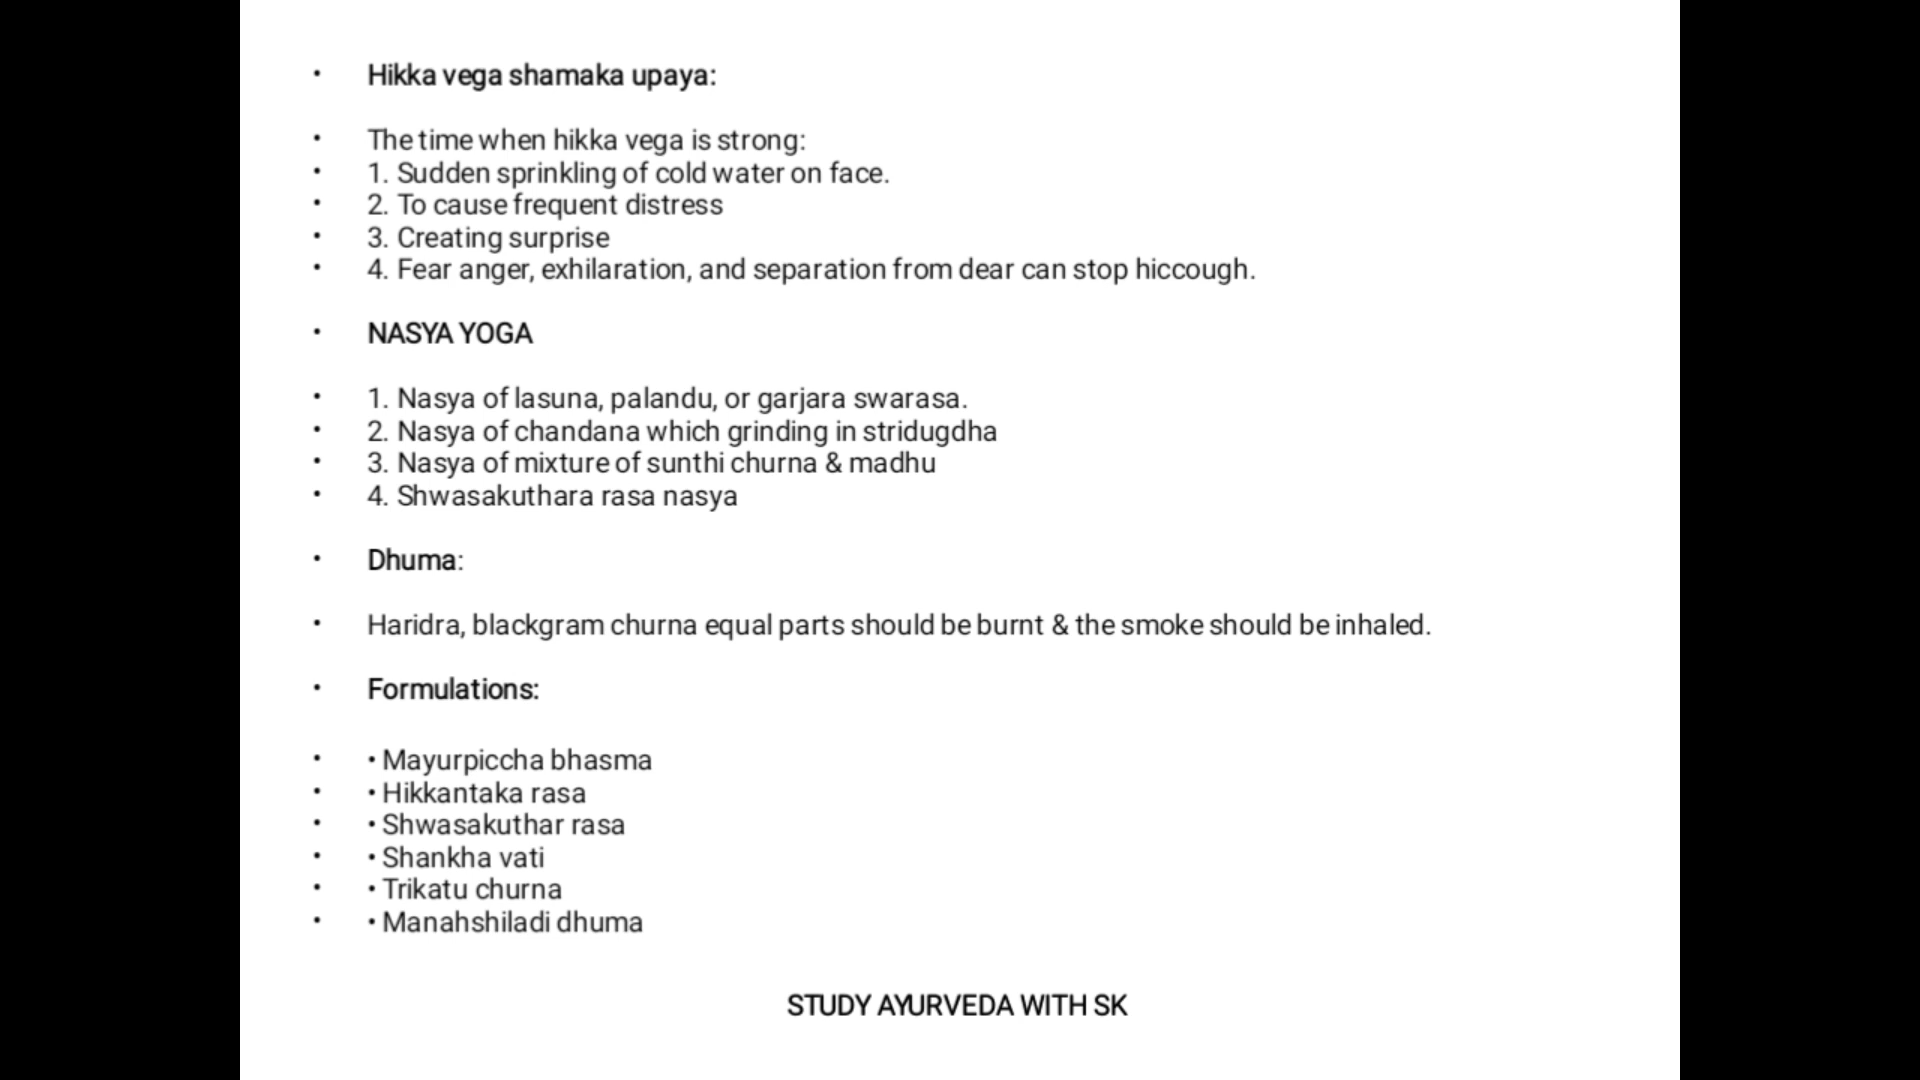 • Hikka vega shamaka upaya:
• The time when hikka vega is strong:
• 1. Sudden sprinkling of cold water on face.
• 2. To cause frequent distress
• 3. Creating surprise
• 4. Fear anger, exhilaration, and separation from dear can stop hiccough.
• NASYA YOGA
• 1. Nasya of lasuna, palandu, or garjara swarasa.
• 2. Nasya of chandana which grinding in stridugdha
• 3. Nasya of mixture of sunthi churna & madhu
• 4. Shwasakuthara rasa nasya
• Dhuma:
• Haridra, blackgram churna equal parts should be burnt & the smoke should be inhaled.
• Formulations:
• • Mayurpiccha bhasma
• • Hikkantaka rasa
• • Shwasakuthar rasa
• • Shankha vati
• • Trikatu churna
• • Manahshiladi dhuma
STUDY AYURVEDA WITH SK